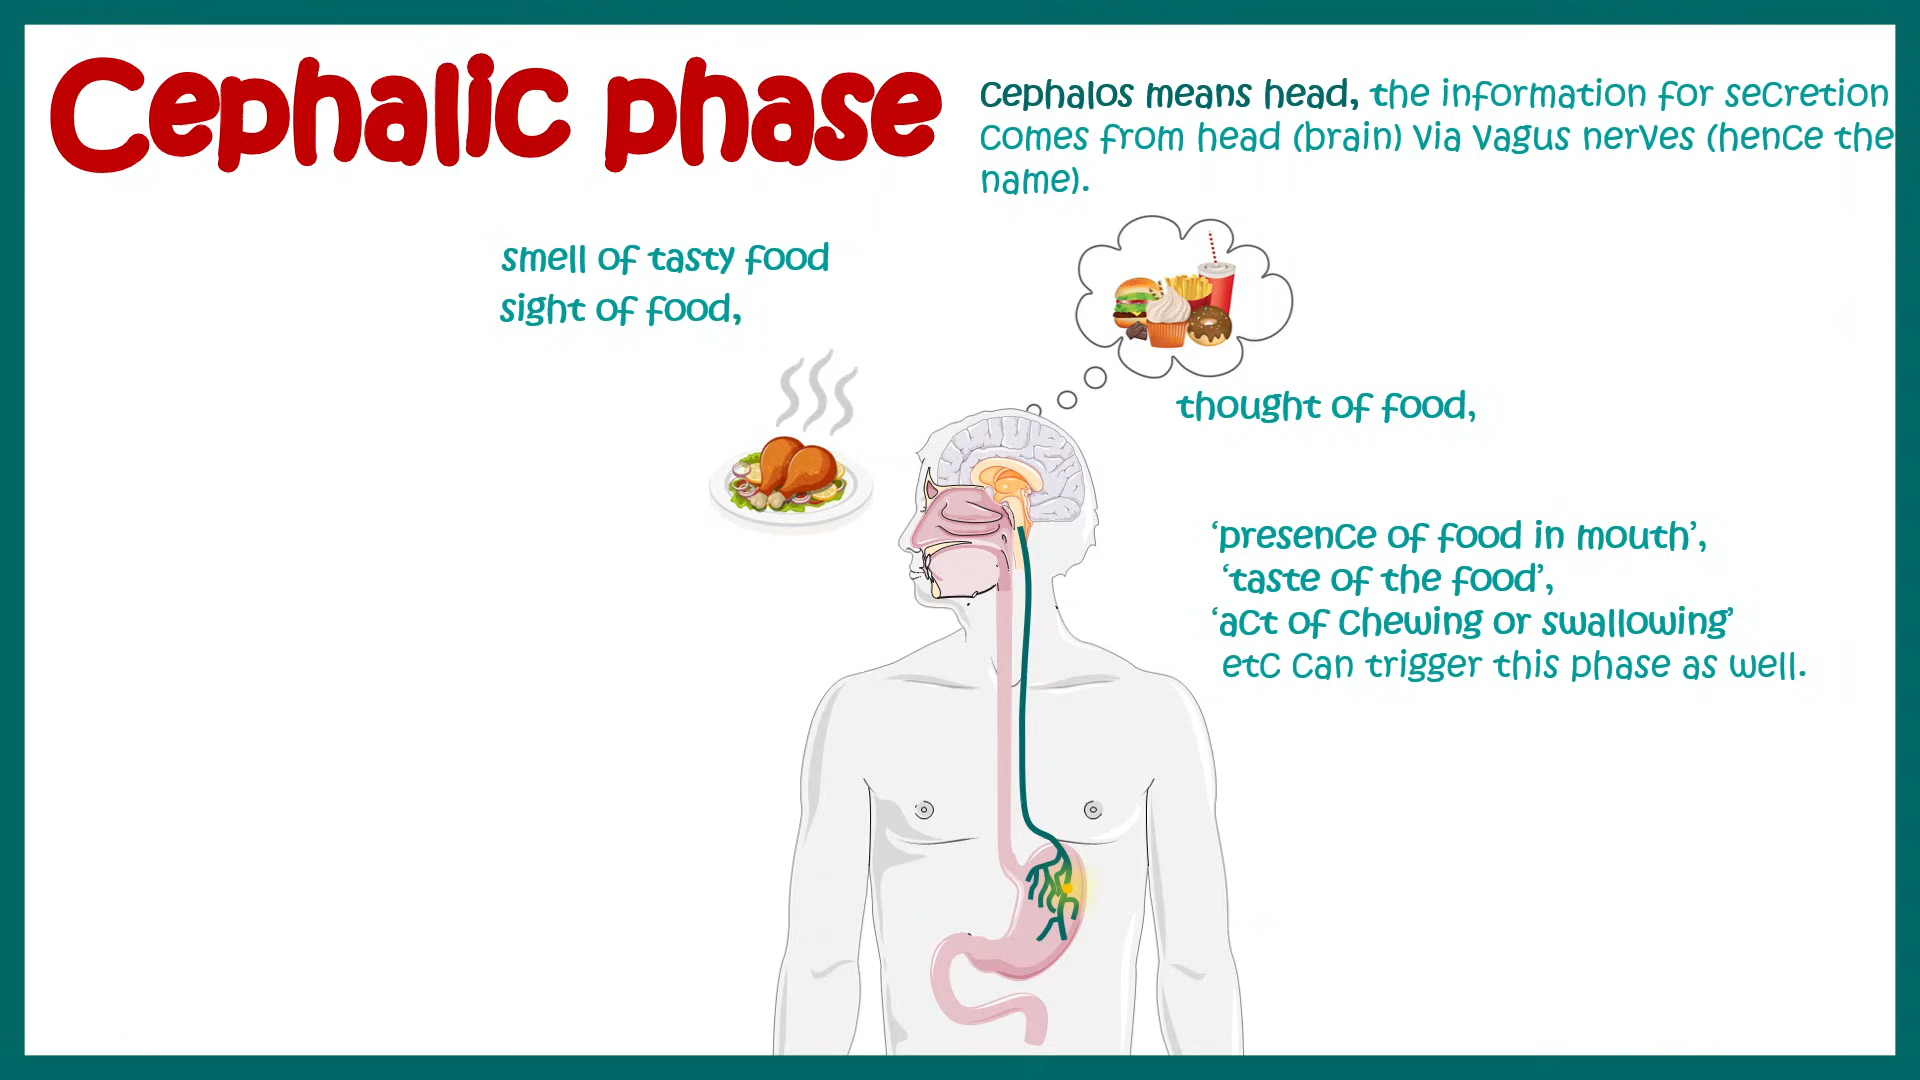 Cephalic phase
Cephalos means head, the information for secretion
comes from head (brain) via vagus nerves (hence the
name).
smell of tasty food
sight of food,
thought of food,
‘presence of food in mouth’,
‘taste of the food’,
‘act of chewing or swallowing’
etc can trigger this phase as well.